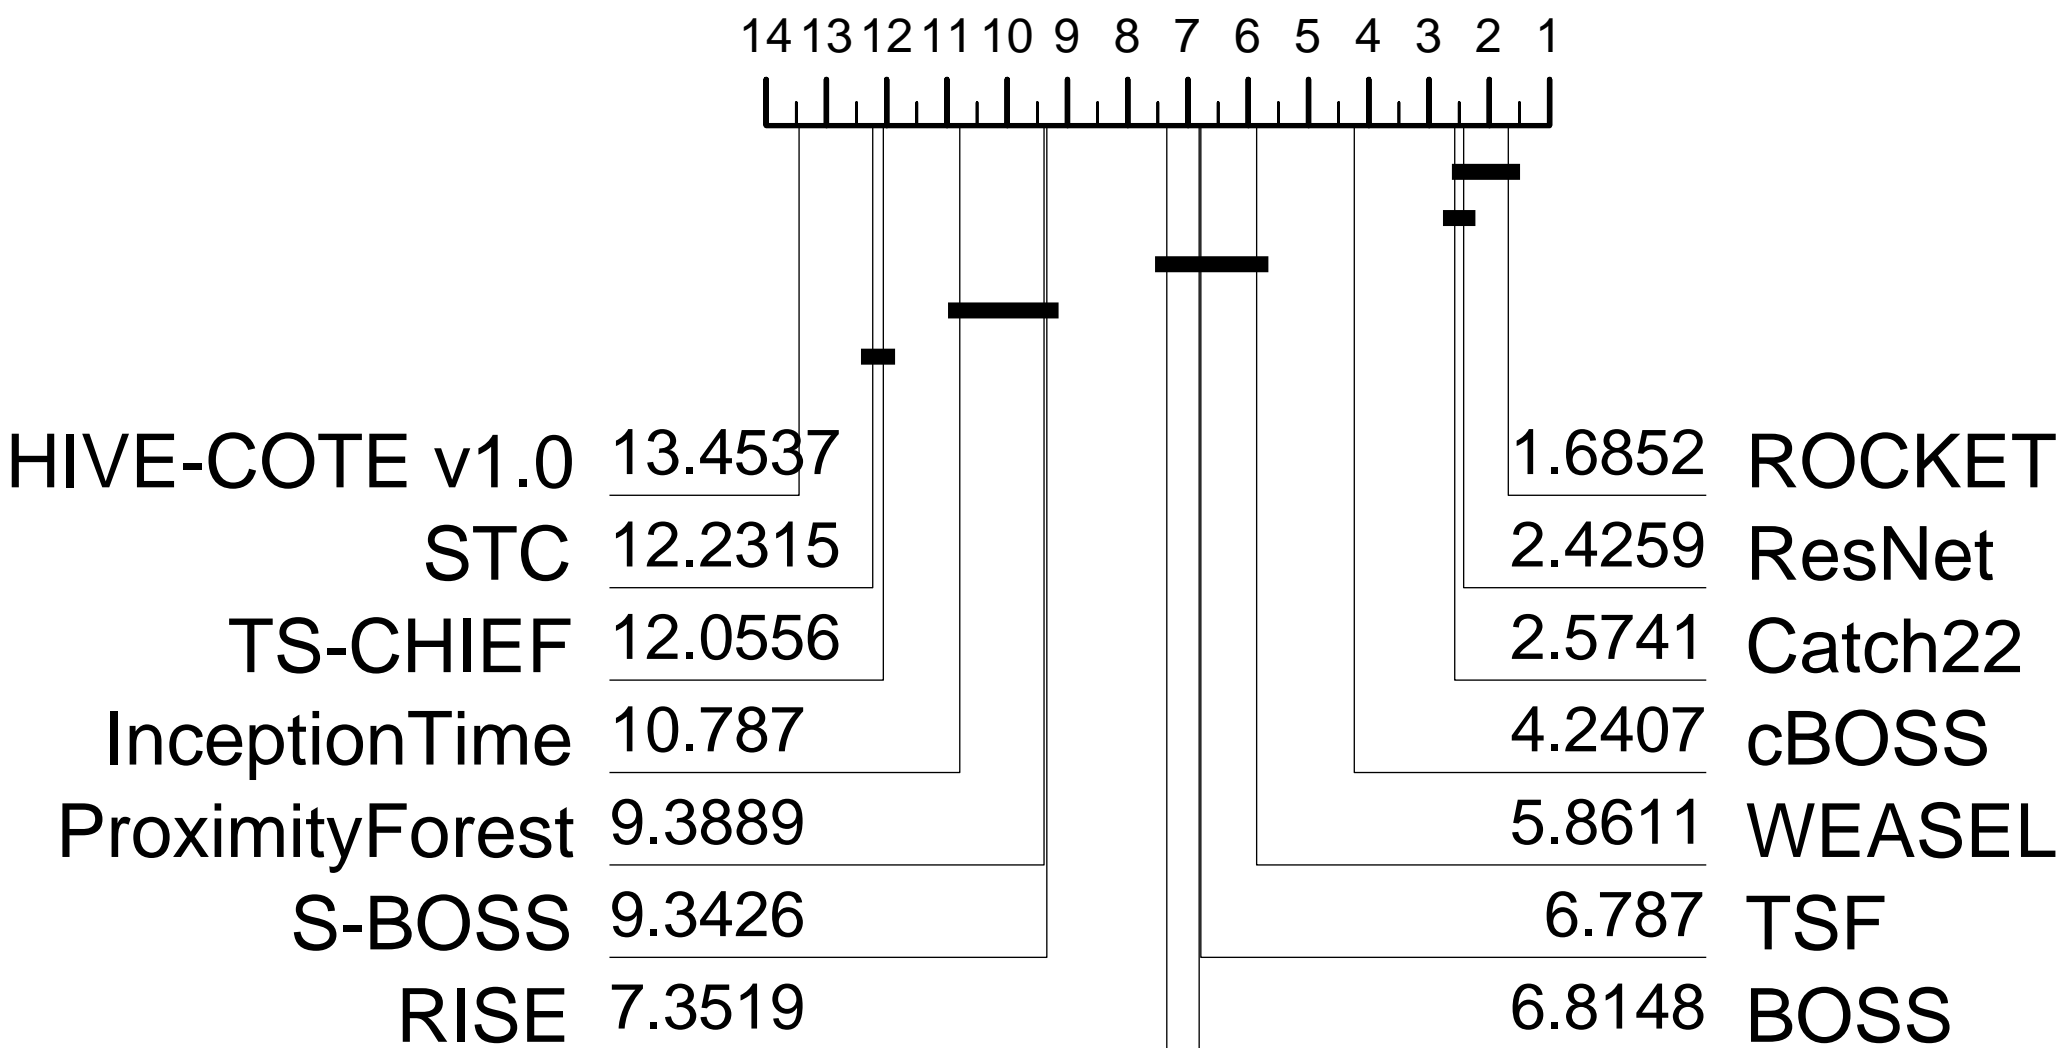 14 13 12 11 10 9 8 7 6 5 4 3 2 1
HIVE-COTE v1.0 13.4537 1.6852 ROCKET
STC 12.2315 2.4259 ResNet
TS-CHIEF 12.0556 2.5741 Catch22
InceptionTime 10.787 4.2407 cBOSS
ProximityForest 9.3889 5.8611 WEASEL
S-BOSS 9.3426 6.787 TSF
RISE 7.3519 6.8148 BOSS